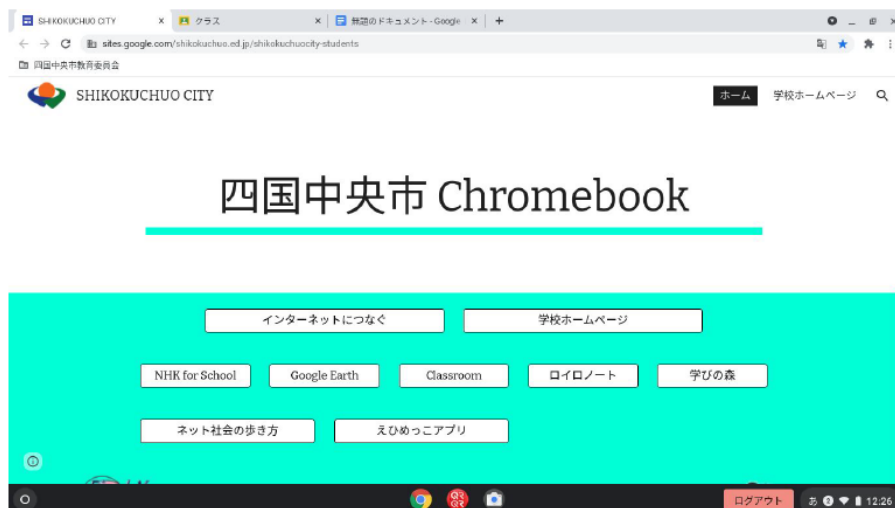 SHIKOKUCHUO CITY
クラス
無題のドキュメント - Google
sites.google.com/shikokuchuo.ed.jp/shikokuchuocity-students
四国中央市教育委員会
SHIKOKUCHUO CITY
ホーム
学校ホームページ
四国中央市 Chromebook
インターネットにつなぐ
学校ホームページ
NHK for School
Google Earth
Classroom
ロイロノート
学びの森
ネット社会の歩き方
えひめっこアプリ
ログアウト
あ
12:26